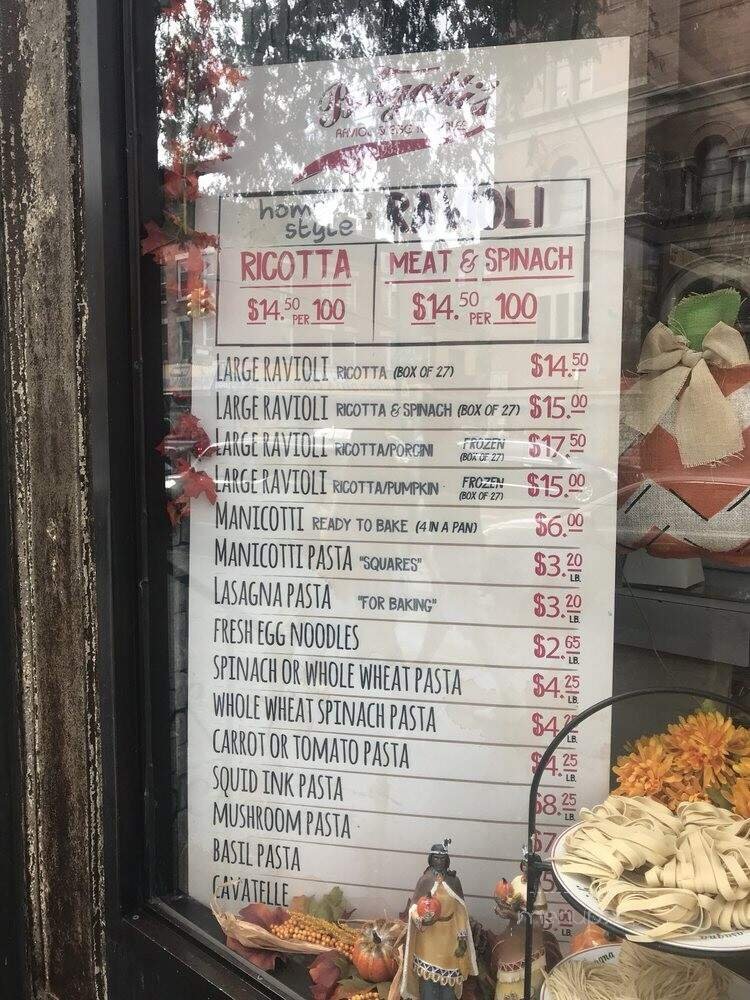 home style RAVIOLI
RICOTTA
$14.50 PER 100
MEAT & SPINACH
$14.50 PER 100
LARGE RAVIOLI RICOTTA (BOX OF 27) $14.50
LARGE RAVIOLI RICOTTA & SPINACH (BOX OF 27) $15.00
LARGE RAVIOLI RICOTTA/PORCINI FROZEN (BOX OF 27) $17.50
LARGE RAVIOLI RICOTTA/PUMPKIN FROZEN (BOX OF 27) $15.00
MANICOTTI READY TO BAKE (4 IN A PAN) $6.00
MANICOTTI PASTA "SQUARES" $3.20 LB.
LASAGNA PASTA "FOR BAKING" $3.20 LB.
FRESH EGG NOODLES $2.65 LB.
SPINACH OR WHOLE WHEAT PASTA $4.25 LB.
WHOLE WHEAT SPINACH PASTA $4. LB.
CARROT OR TOMATO PASTA $4.25 LB.
SQUID INK PASTA $8.25 LB.
MUSHROOM PASTA $7
BASIL PASTA
CAVATELLE LB.